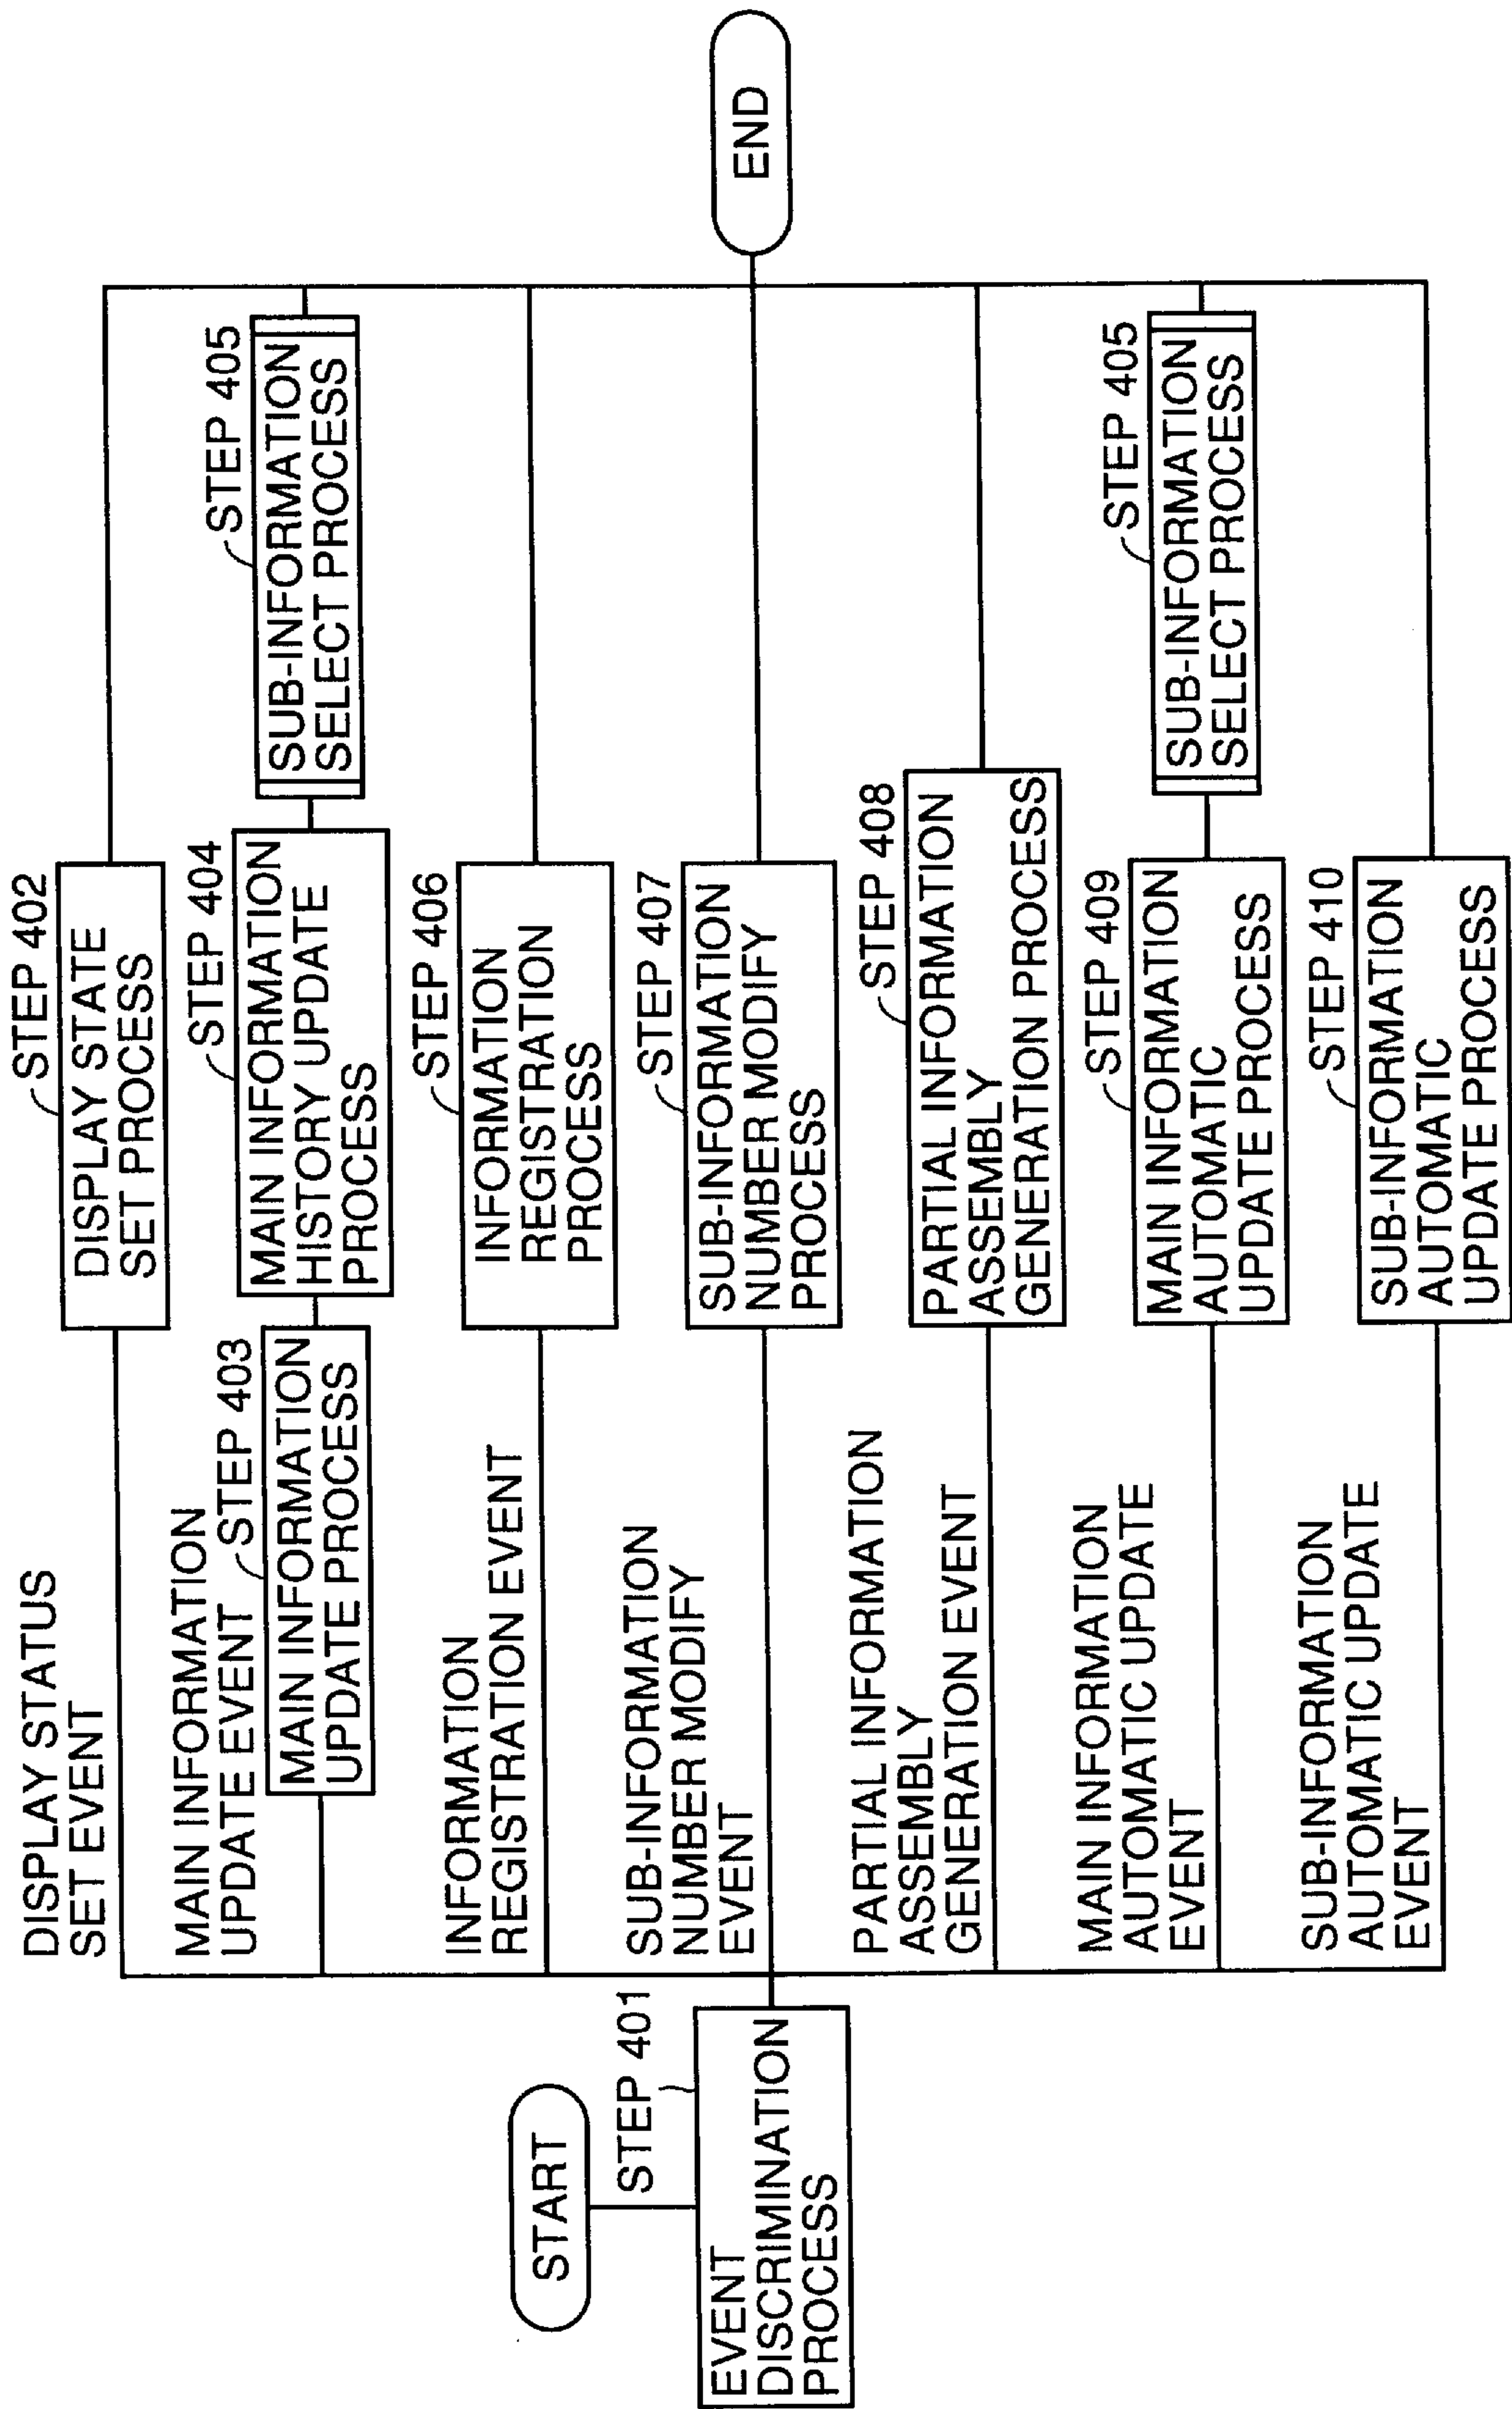 START
STEP 401
EVENT
DISCRIMINATION
PROCESS
DISPLAY STATUS
SET EVENT
STEP 402
DISPLAY STATE
SET PROCESS
MAIN INFORMATION
UPDATE EVENT
STEP 403
MAIN INFORMATION
UPDATE PROCESS
STEP 404
MAIN INFORMATION
HISTORY UPDATE
PROCESS
STEP 405
SUB-INFORMATION
SELECT PROCESS
INFORMATION
REGISTRATION EVENT
STEP 406
INFORMATION
REGISTRATION
PROCESS
SUB-INFORMATION
NUMBER MODIFY
EVENT
STEP 407
SUB-INFORMATION
NUMBER MODIFY
PROCESS
PARTIAL INFORMATION
ASSEMBLY
GENERATION EVENT
STEP 408
PARTIAL INFORMATION
ASSEMBLY
GENERATION PROCESS
MAIN INFORMATION
AUTOMATIC UPDATE
EVENT
STEP 409
MAIN INFORMATION
AUTOMATIC
UPDATE PROCESS
STEP 405
SUB-INFORMATION
SELECT PROCESS
SUB-INFORMATION
AUTOMATIC UPDATE
EVENT
STEP 410
SUB-INFORMATION
AUTOMATIC
UPDATE PROCESS
END